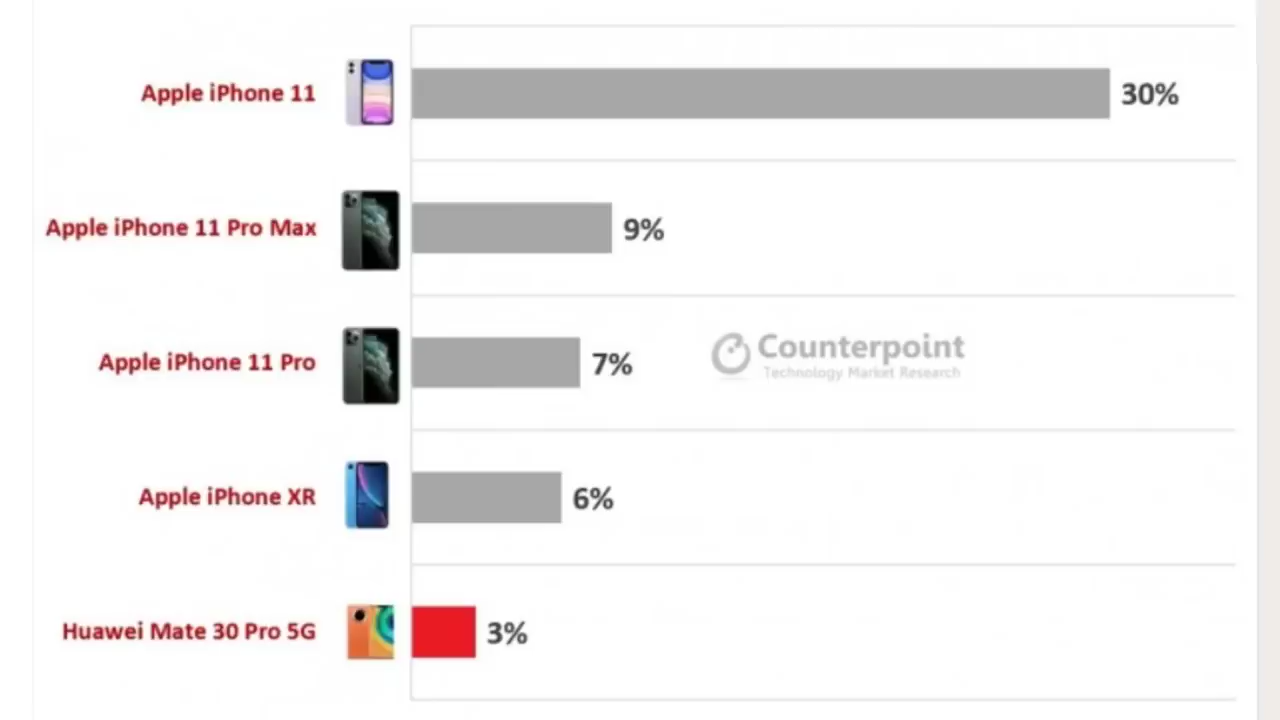 Apple iPhone 11 30%
Apple iPhone 11 Pro Max 9%
Apple iPhone 11 Pro 7%
Counterpoint
Technology Market Research
Apple iPhone XR 6%
Huawei Mate 30 Pro 5G 3%